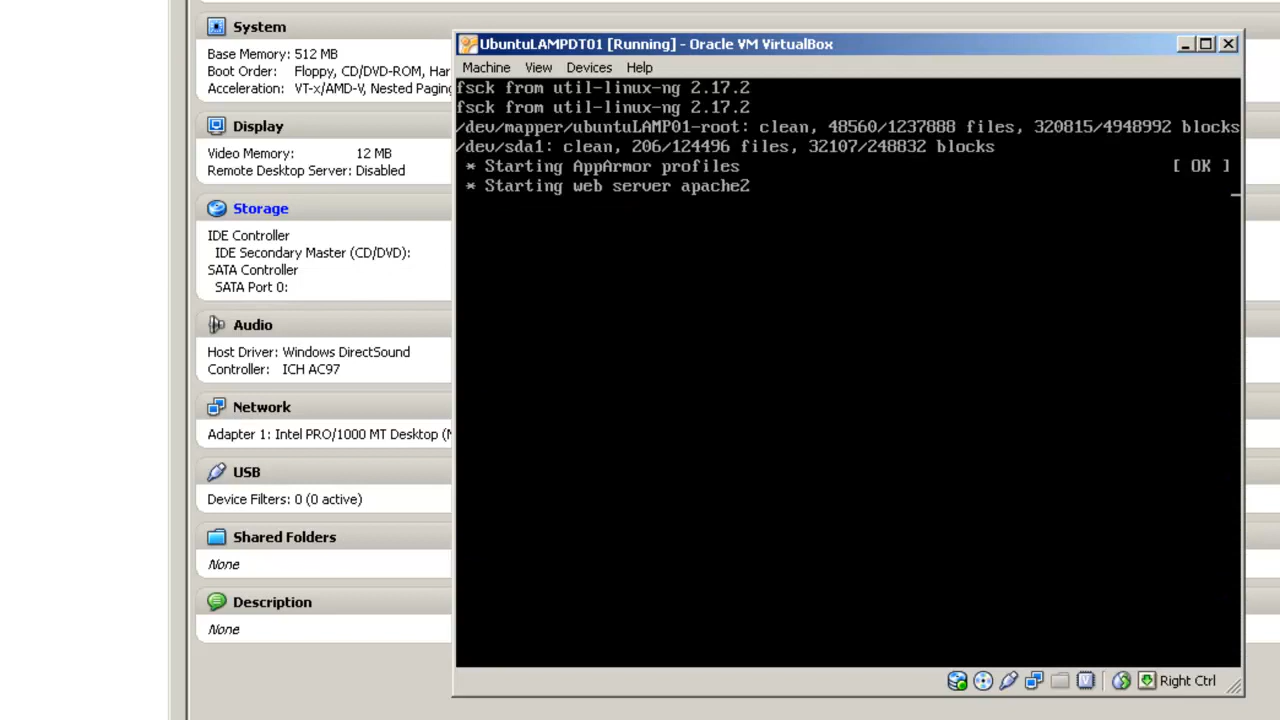 System
Base Memory: 512 MB
Boot Order: Floppy, CD/DVD-ROM, Har
Acceleration: VT-x/AMD-V, Nested Paging
Display
Video Memory: 12 MB
Remote Desktop Server: Disabled
Storage
IDE Controller
IDE Secondary Master (CD/DVD):
SATA Controller
SATA Port 0:
Audio
Host Driver: Windows DirectSound
Controller: ICH AC97
Network
Adapter 1: Intel PRO/1000 MT Desktop (
USB
Device Filters: 0 (0 active)
Shared Folders
None
Description
None
UbuntuLAMPDT01 [Running] - Oracle VM VirtualBox
Machine View Devices Help
fsck from util-linux-ng 2.17.2
fsck from util-linux-ng 2.17.2
/dev/mapper/ubuntuLAMP01-root: clean, 48560/1237888 files, 320815/4948992 blocks
/dev/sda1: clean, 206/124496 files, 32107/248832 blocks
* Starting AppArmor profiles [ OK ]
* Starting web server apache2
Right Ctrl